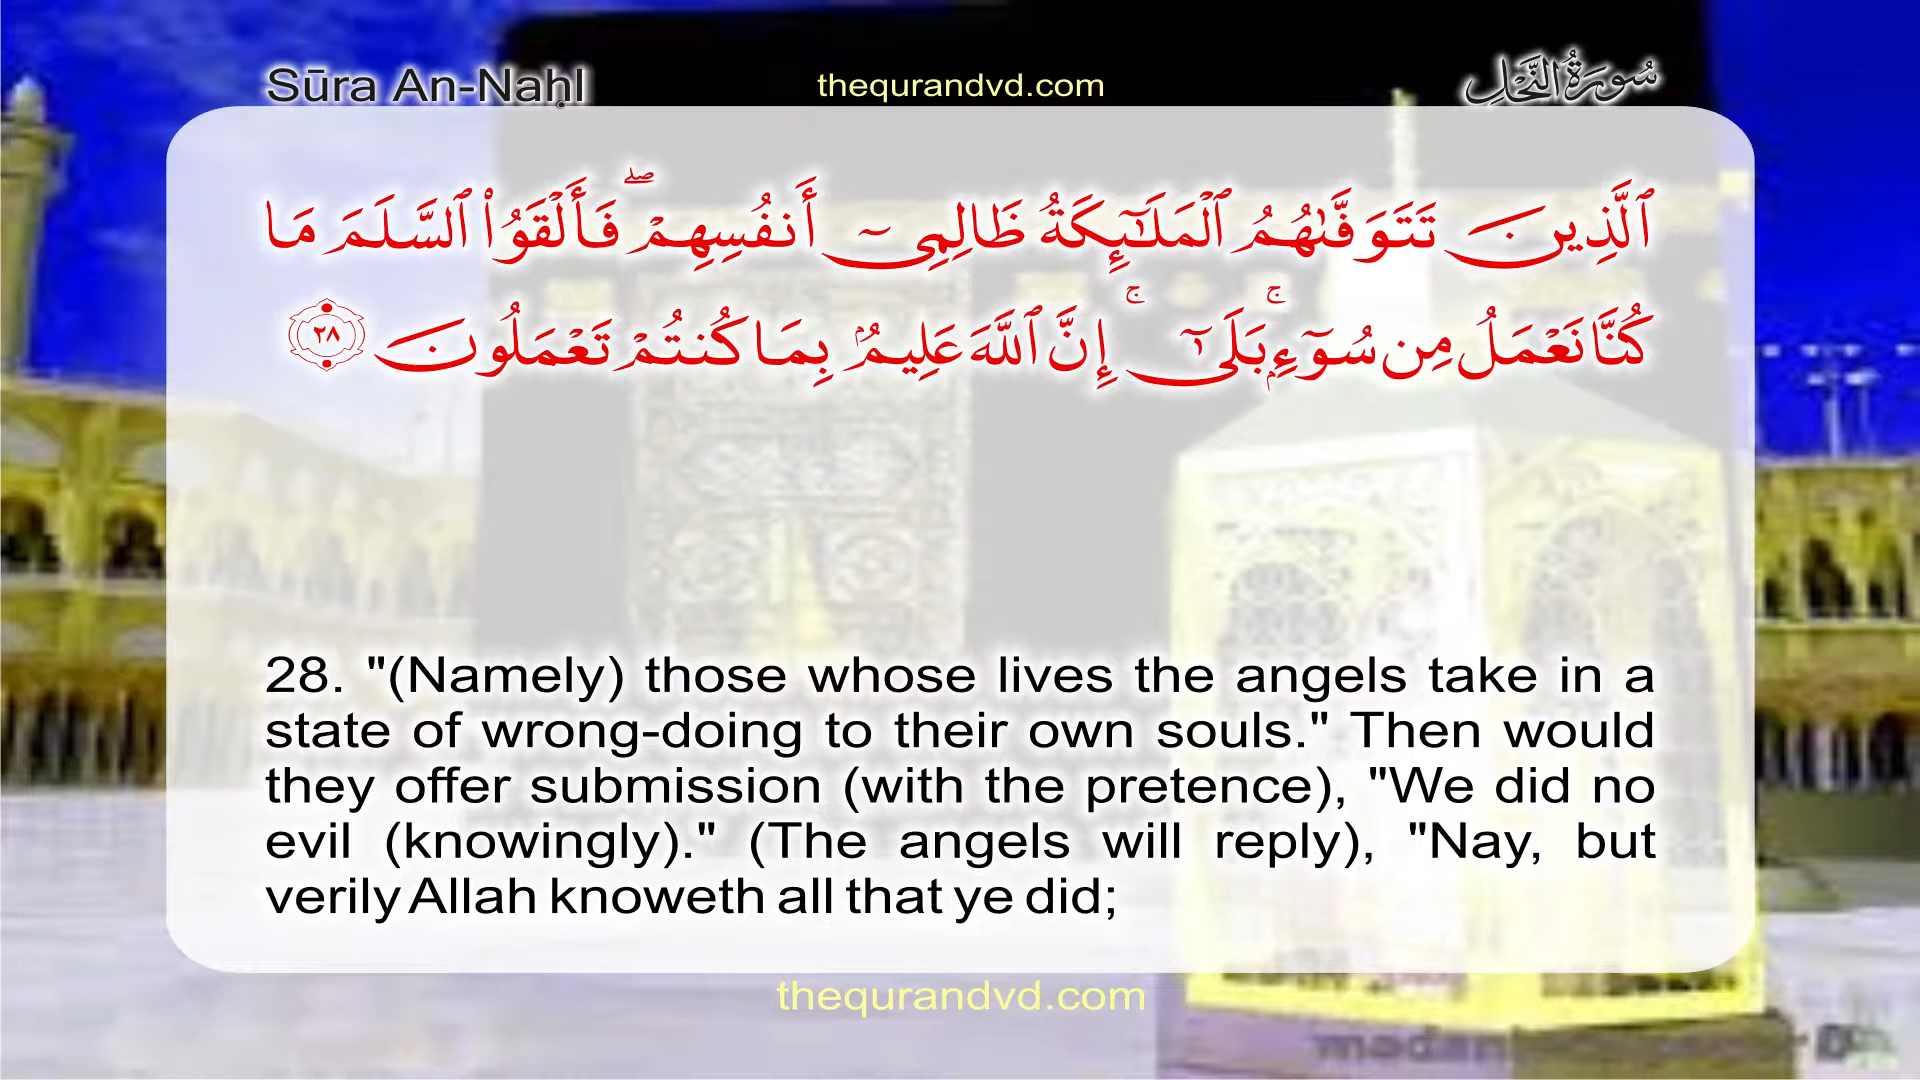 Sūra An-Naḥl
thequrandvd.com
سُورَةُ النَّحْلِ
ٱلَّذِينَ تَتَوَفَّىٰهُمُ ٱلْمَلَـٰٓئِكَةُ ظَالِمِىٓ أَنفُسِهِمْ ۖ فَأَلْقَوُا۟ ٱلسَّلَمَ مَا
كُنَّا نَعْمَلُ مِن سُوٓءٍۭ ۚ بَلَىٰٓ ۚ إِنَّ ٱللَّهَ عَلِيمٌۢ بِمَا كُنتُمْ تَعْمَلُونَ ٢٨
28. "(Namely) those whose lives the angels take in a
state of wrong-doing to their own souls." Then would
they offer submission (with the pretence), "We did no
evil (knowingly)." (The angels will reply), "Nay, but
verily Allah knoweth all that ye did;
thequrandvd.com